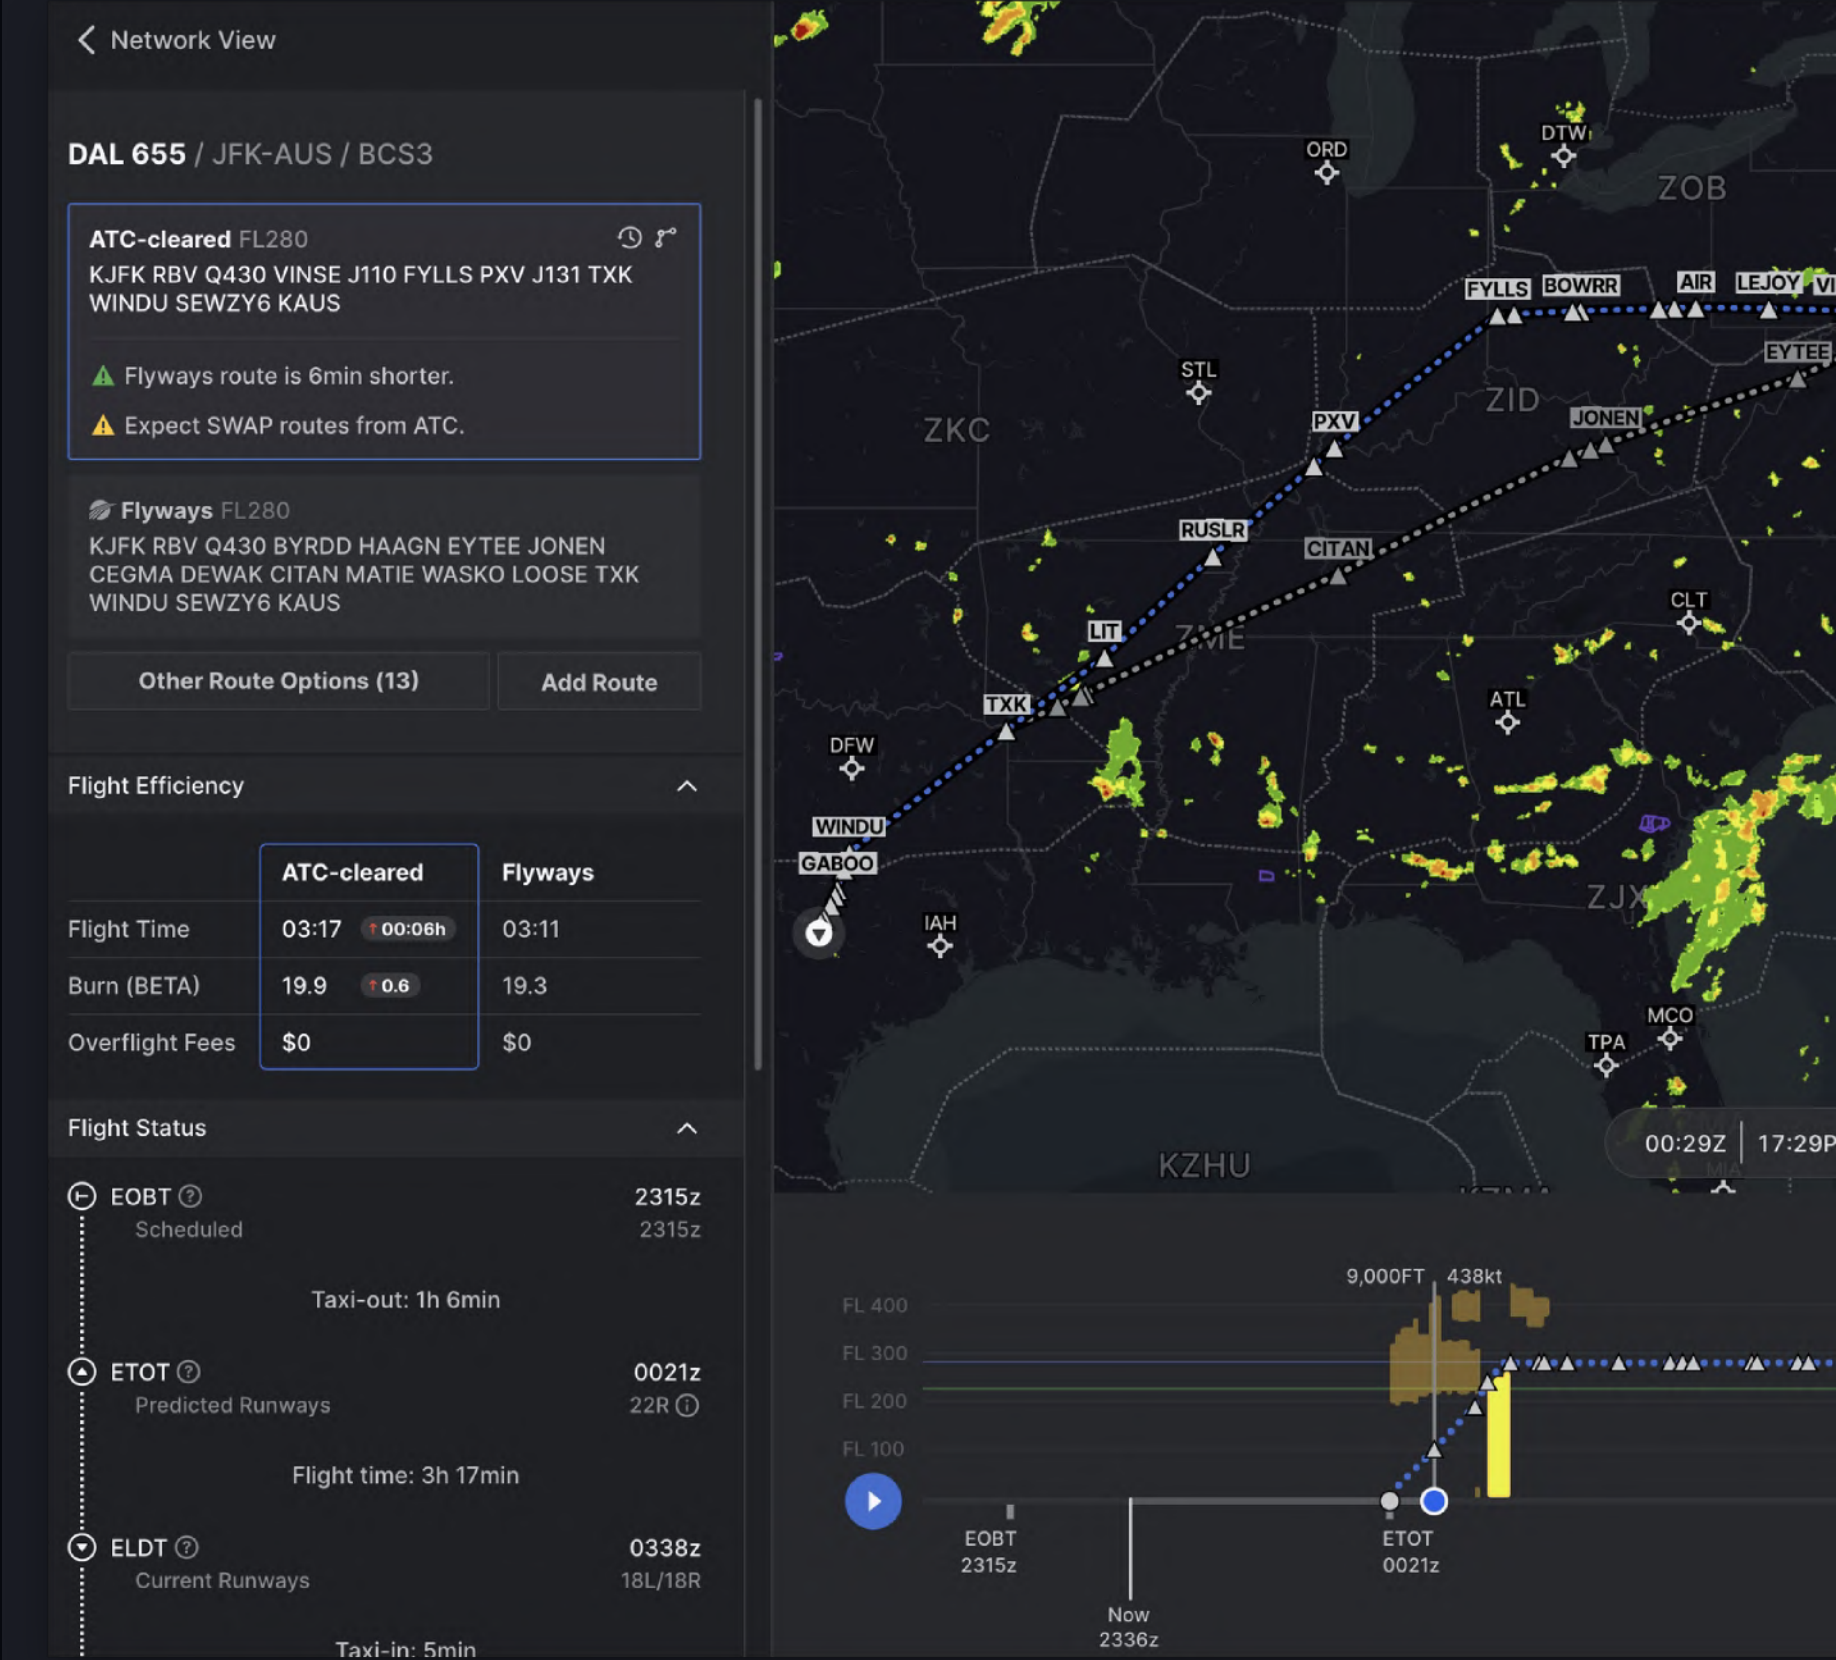 Network View
DAL 655 / JFK-AUS / BCS3
ATC-cleared FL280
KJFK RBV Q430 VINSE J110 FYLLS PXV J131 TXK
WINDU SEWZY6 KAUS
Flyways route is 6min shorter.
Expect SWAP routes from ATC.
Flyways FL280
KJFK RBV Q430 BYRDD HAAGN EYTEE JONEN
CEGMA DEWAK CITAN MATIE WASKO LOOSE TXK
WINDU SEWZY6 KAUS
Other Route Options (13)
Add Route
Flight Efficiency
ATC-cleared Flyways
Flight Time 03:17 ↑00:06h 03:11
Burn (BETA) 19.9 ↑0.6 19.3
Overflight Fees $0 $0
Flight Status
EOBT ? 2315z
Scheduled 2315z
Taxi-out: 1h 6min
ETOT ? 0021z
Predicted Runways 22R
Flight time: 3h 17min
ELDT ? 0338z
Current Runways 18L/18R
Taxi-in: 5min
DTW
ORD
ZOB
FYLLS
BOWRR
AIR
LEJOY
VI
EYTEE
STL
ZID
ZKC
PXV
JONEN
RUSLR
CITAN
CLT
LIT
ZME
TXK
ATL
DFW
WINDU
GABOO
ZJX
IAH
MCO
TPA
KZHU
00:29Z | 17:29P
MIA
9,000FT 438kt
FL 400
FL 300
FL 200
FL 100
EOBT
2315z
ETOT
0021z
Now
2336z